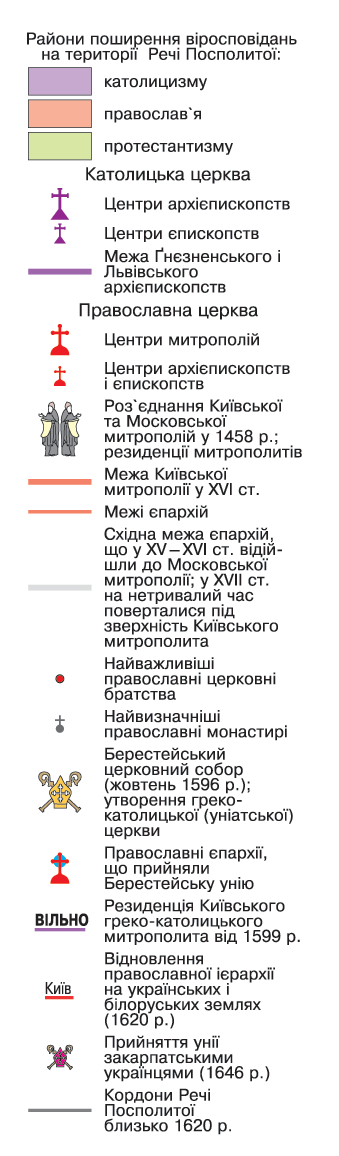 Райони поширення віросповідань
на території Речі Посполитої:
католицизму
православ`я
протестантизму
Католицька церква
Центри архієпископств
Центри єпископств
Межа Ґнєзненського і
Львівського
архієпископств
Православна церква
Центри митрополій
Центри архієпископств
і єпископств
Роз`єднання Київської
та Московської
митрополій у 1458 р.;
резиденції митрополитів
Межа Київської
митрополії у XVI ст.
Межі єпархій
Східна межа єпархій,
що у XV—XVI ст. відій-
шли до Московської
митрополії; у XVII ст.
на нетривалий час
поверталися під
зверхність Київського
митрополита
Найважливіші
православні церковні
братства
Найвизначніші
православні монастирі
Берестейський
церковний собор
(жовтень 1596 р.);
утворення греко-
католицької (уніатської)
церкви
Православні єпархії,
що прийняли
Берестейську унію
ВІЛЬНО Резиденція Київського
греко-католицького
митрополита від 1599 р.
Відновлення
православної ієрархії
Київ на українських і
білоруських землях
(1620 р.)
Прийняття унії
закарпатськими
українцями (1646 р.)
Кордони Речі
Посполитої
близько 1620 р.